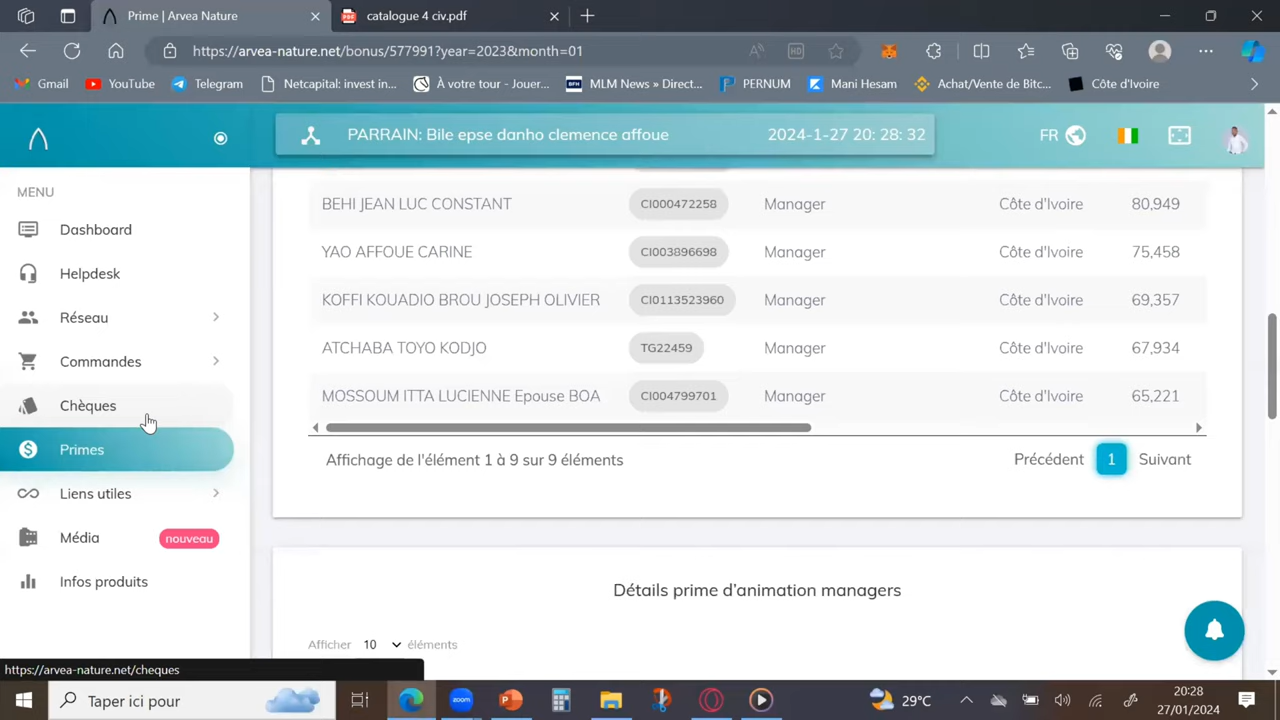 Prime | Arvea Nature
catalogue 4 civ.pdf
https://arvea-nature.net/bonus/577991?year=2023&month=01
Gmail
YouTube
Telegram
Netcapital: invest in...
À votre tour - Jouer...
MLM News » Direct...
PERNUM
Mani Hesam
Achat/Vente de Bitc...
Côte d'Ivoire
PARRAIN: Bile epse danho clemence affoue
2024-1-27 20: 28: 32
FR
MENU
Dashboard
Helpdesk
Réseau
Commandes
Chèques
Primes
Liens utiles
Média
nouveau
Infos produits
BEHI JEAN LUC CONSTANT CI000472258 Manager Côte d'Ivoire 80,949
YAO AFFOUE CARINE CI003896698 Manager Côte d'Ivoire 75,458
KOFFI KOUADIO BROU JOSEPH OLIVIER CI0113523960 Manager Côte d'Ivoire 69,357
ATCHABA TOYO KODJO TG22459 Manager Côte d'Ivoire 67,934
MOSSOUM ITTA LUCIENNE Epouse BOA CI004799701 Manager Côte d'Ivoire 65,221
Affichage de l'élément 1 à 9 sur 9 éléments
Précédent 1 Suivant
Détails prime d'animation managers
Afficher 10 éléments
https://arvea-nature.net/cheques
Taper ici pour
29°C
20:28
27/01/2024